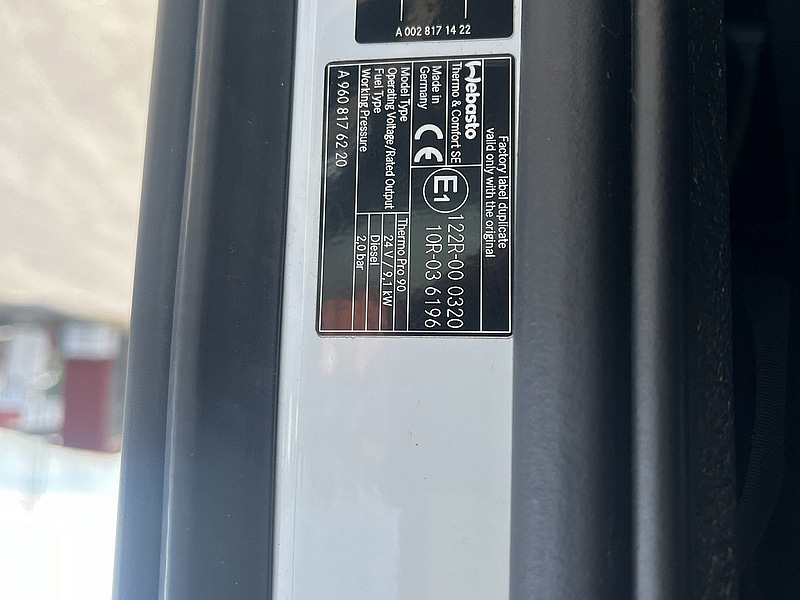 A 002 817 14 22
Factory label duplicate
valid only with the original
Webasto
Thermo & Comfort SE
Made in
Germany
CE
E1
122R-00 0320
10R-03 6196
Model Type Thermo Pro 90
Operating Voltage/Rated Output 24 V / 9,1 kW
Fuel Type Diesel
Working Pressure 2,0 bar
A 960 817 62 20